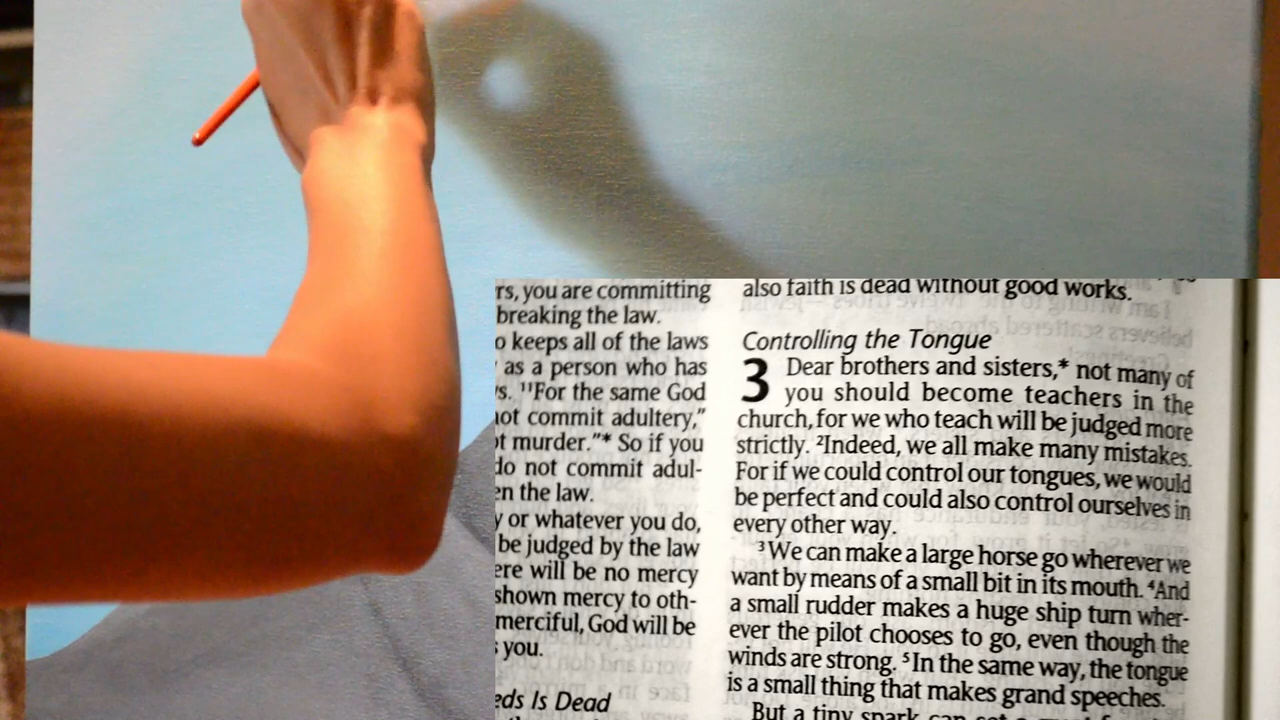 rs, you are committing
breaking the law.
o keeps all of the laws
as a person who has
s. 11For the same God
not commit adultery,”
t murder.”* So if you
do not commit adul-
en the law.
y or whatever you do,
be judged by the law
ere will be no mercy
shown mercy to oth-
merciful, God will be
you.
eds Is Dead
also faith is dead without good works.
Controlling the Tongue
3 Dear brothers and sisters,* not many of
you should become teachers in the
church, for we who teach will be judged more
strictly. 2Indeed, we all make many mistakes.
For if we could control our tongues, we would
be perfect and could also control ourselves in
every other way.
3We can make a large horse go wherever we
want by means of a small bit in its mouth. 4And
a small rudder makes a huge ship turn wher-
ever the pilot chooses to go, even though the
winds are strong. 5In the same way, the tongue
is a small thing that makes grand speeches.
But a tiny spark can set a